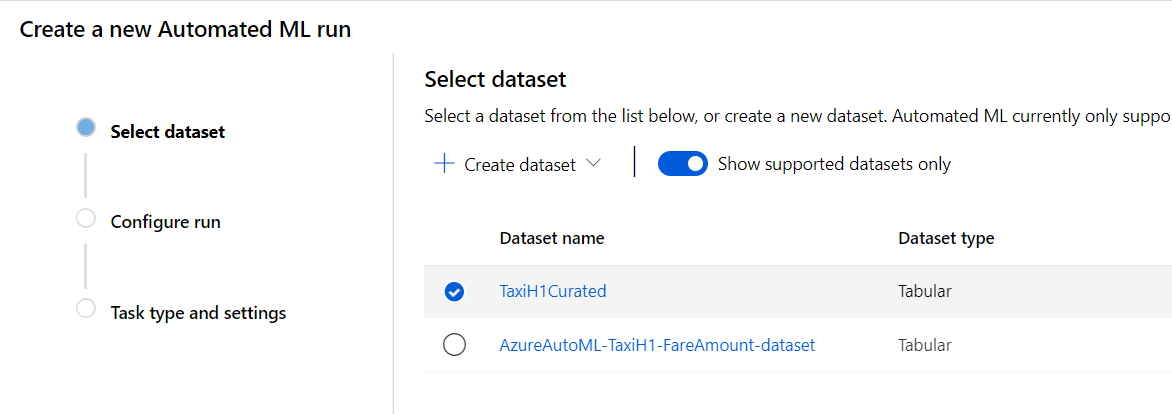 Create a new Automated ML run
Select dataset
Configure run
Task type and settings
Select dataset
Select a dataset from the list below, or create a new dataset. Automated ML currently only suppo
Create dataset
Show supported datasets only
Dataset name Dataset type
TaxiH1Curated Tabular
AzureAutoML-TaxiH1-FareAmount-dataset Tabular